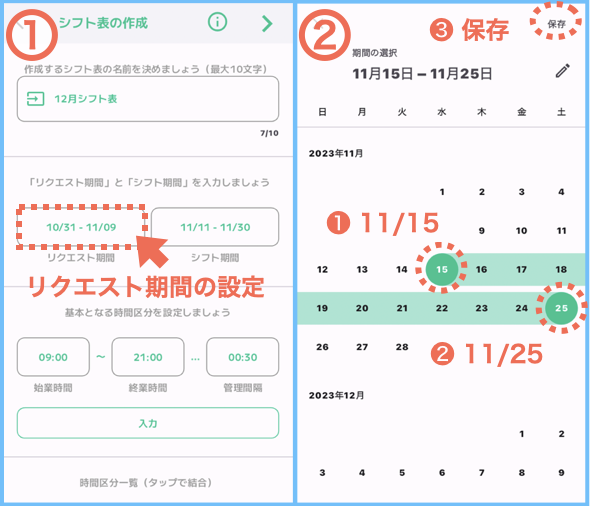 ① シフト表の作成
作成するシフト表の名前を決めましょう（最大10文字）
12月シフト表
7/10
「リクエスト期間」と「シフト期間」を入力しましょう
10/31 - 11/09 11/11 - 11/30
リクエスト期間 シフト期間
リクエスト期間の設定
基本となる時間区分を設定しましょう
09:00 ~ 21:00 ... 00:30
始業時間 終業時間 管理間隔
入力
時間区分一覧（タップで結合）
② ❸ 保存 保存
期間の選択
11月15日 – 11月25日
日 月 火 水 木 金 土
2023年11月
1 2 3 4
❶ 11/15 9 10 11
12 13 14 15 16 17 18
19 20 21 22 23 24 25
26 27 28
❷ 11/25
2023年12月
1 2
3 4 5 6 7 8 9